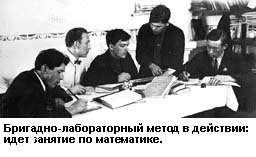 Бригадно-лабораторный метод в действии:
идет занятие по математике.